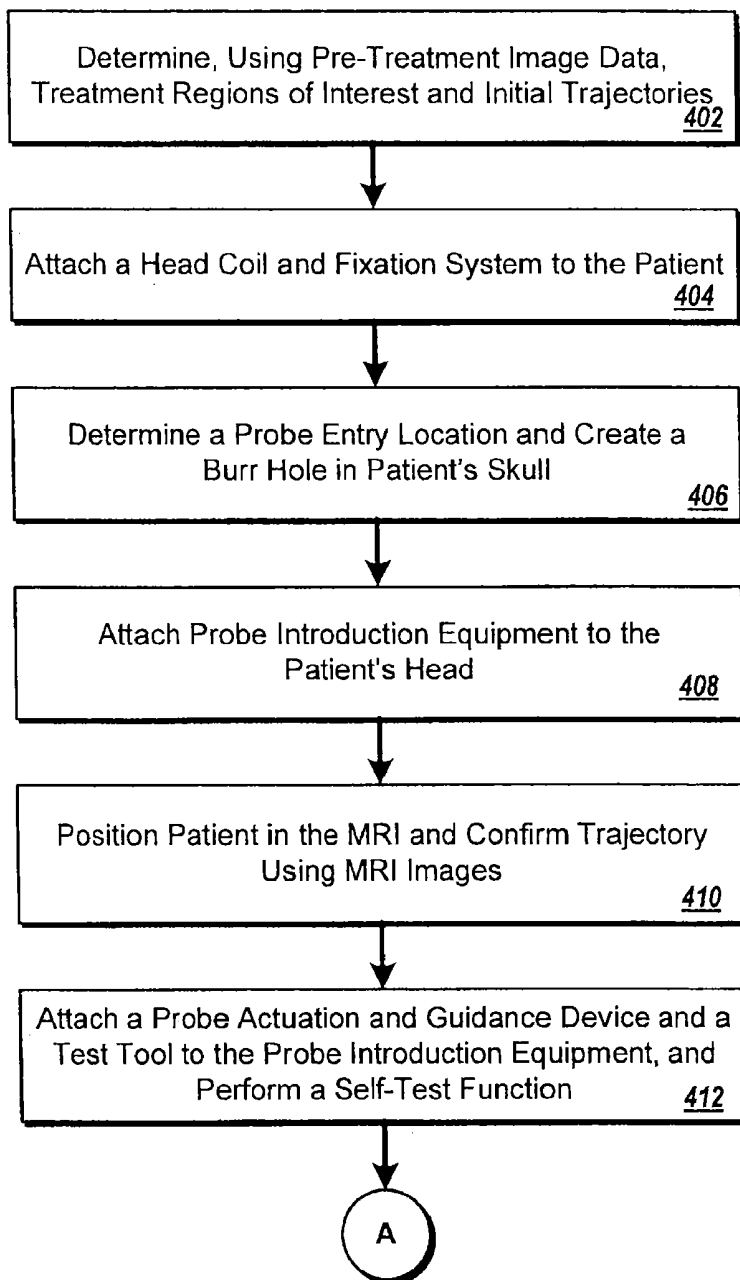 Determine, Using Pre-Treatment Image Data,
Treatment Regions of Interest and Initial Trajectories
402
Attach a Head Coil and Fixation System to the Patient
404
Determine a Probe Entry Location and Create a
Burr Hole in Patient's Skull
406
Attach Probe Introduction Equipment to the
Patient's Head
408
Position Patient in the MRI and Confirm Trajectory
Using MRI Images
410
Attach a Probe Actuation and Guidance Device and a
Test Tool to the Probe Introduction Equipment, and
Perform a Self-Test Function
412
A